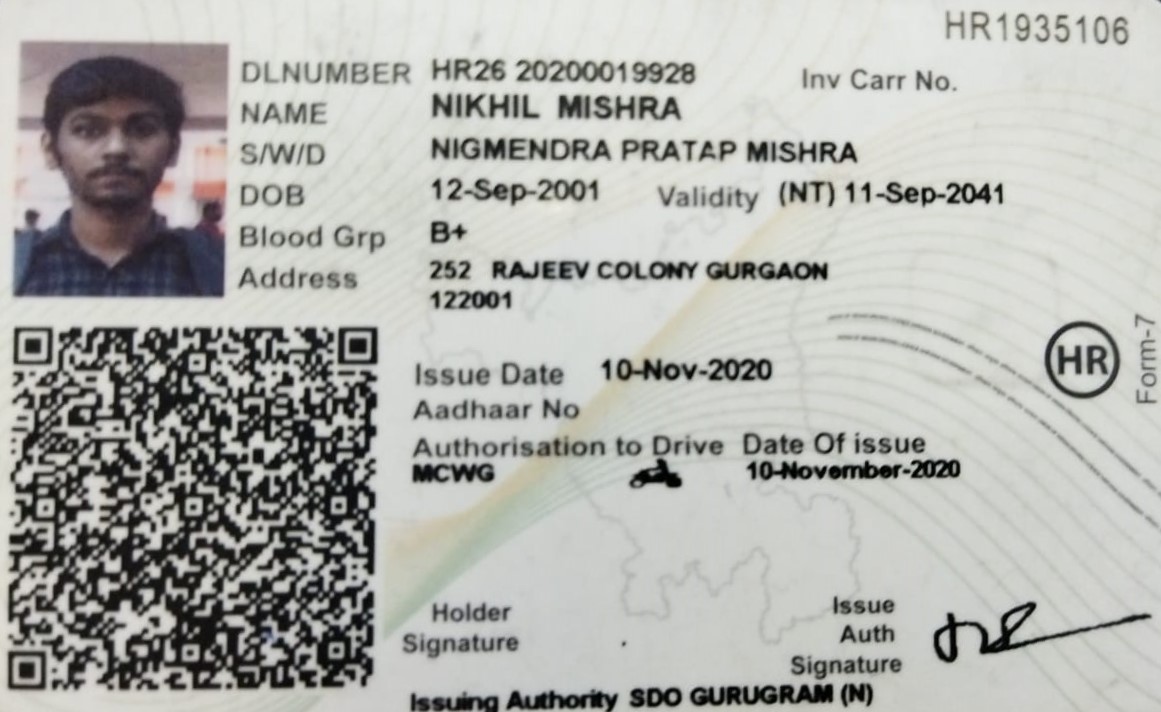 HR1935106
DLNUMBER HR26 20200019928 Inv Carr No.
NAME NIKHIL MISHRA
S/W/D NIGMENDRA PRATAP MISHRA
DOB 12-Sep-2001 Validity (NT) 11-Sep-2041
Blood Grp B+
Address 252 RAJEEV COLONY GURGAON
122001
HR
Form-7
Issue Date 10-Nov-2020
Aadhaar No
Authorisation to Drive Date Of issue
MCWG 10-November-2020
Holder
Signature
Issue
Auth
Signature
Issuing Authority SDO GURUGRAM (N)